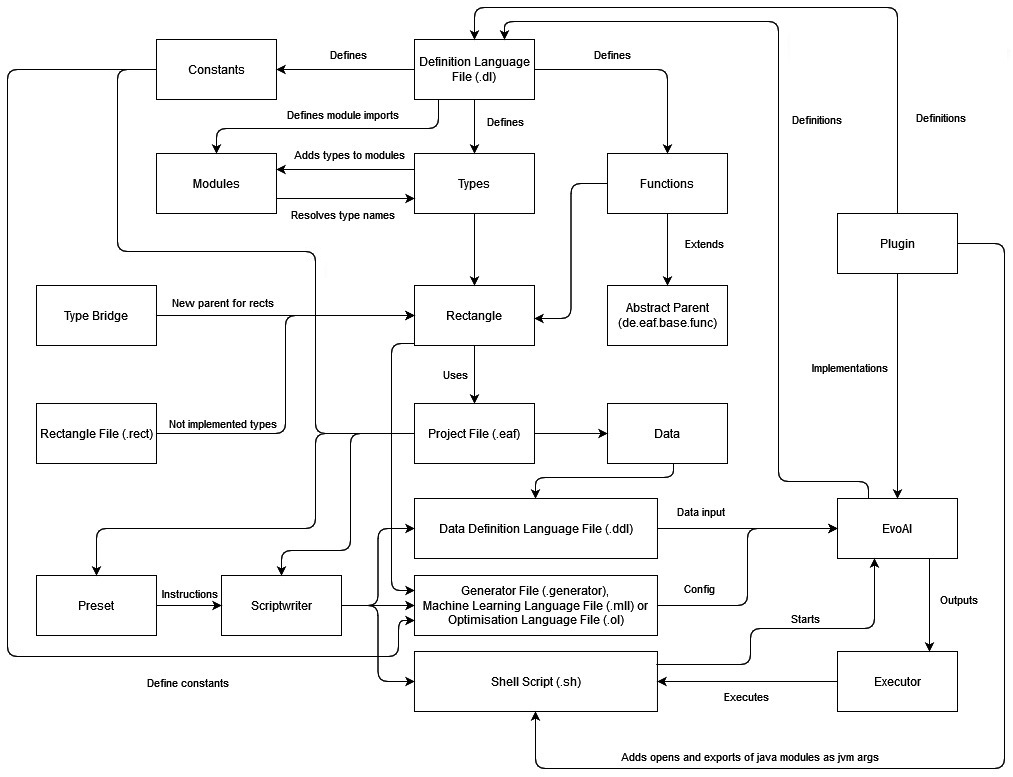 Constants
Defines
Definition Language
File (.dl)
Defines
Definitions
Definitions
Defines module imports
Defines
Modules
Adds types to modules
Resolves type names
Types
Functions
Plugin
Extends
Type Bridge
New parent for rects
Rectangle
Abstract Parent
(de.eaf.base.func)
Implementations
Uses
Rectangle File (.rect)
Not implemented types
Project File (.eaf)
Data
Data Definition Language File (.ddl)
Data input
EvoAl
Preset
Instructions
Scriptwriter
Generator File (.generator),
Machine Learning Language File (.mll) or
Optimisation Language File (.ol)
Config
Outputs
Starts
Define constants
Shell Script (.sh)
Executes
Executor
Adds opens and exports of java modules as jvm args